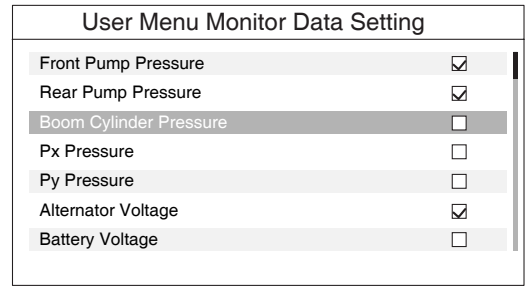 User Menu Monitor Data Setting
Front Pump Pressure
Rear Pump Pressure
Boom Cylinder Pressure
Px Pressure
Py Pressure
Alternator Voltage
Battery Voltage